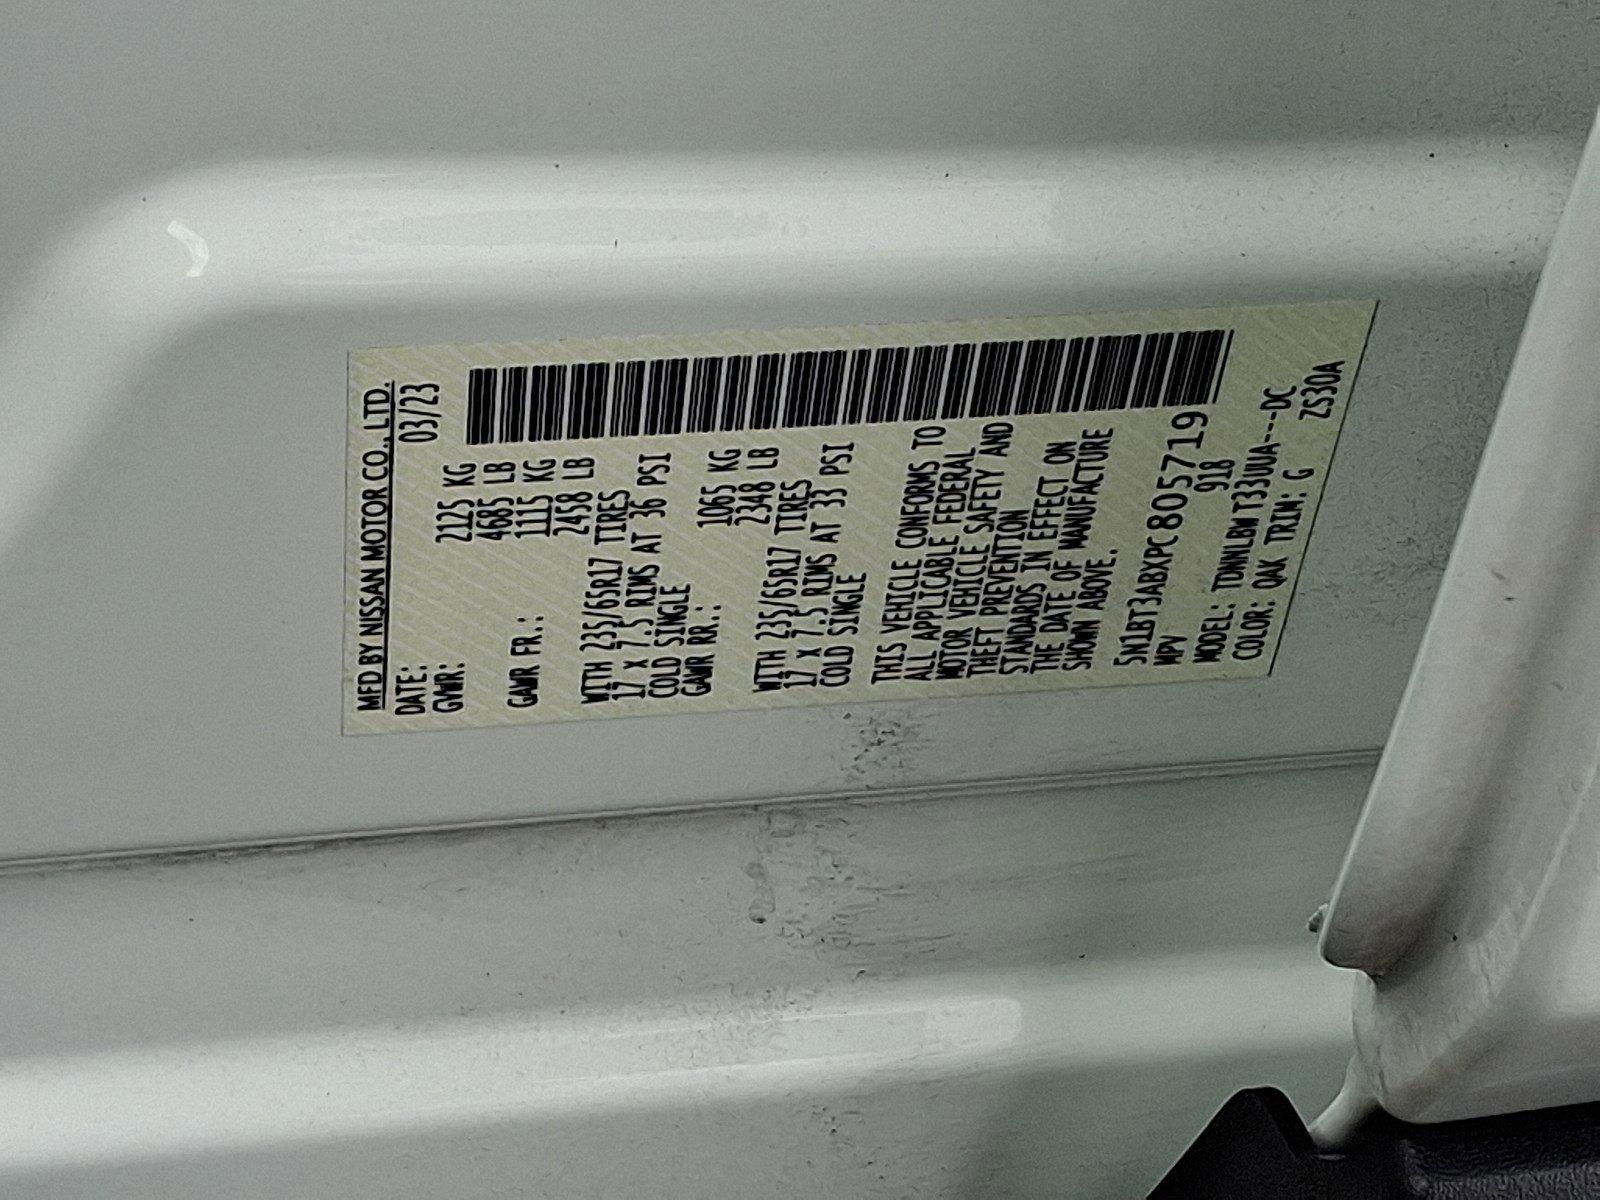 MFD BY NISSAN MOTOR CO., LTD.
DATE: 03/23
GVWR: 2125 KG
4685 LB
GAWR FR.: 1115 KG
2458 LB
WITH 235/65R17 TIRES
17 X 7.5 RIMS AT 36 PSI
COLD SINGLE
GAWR RR.: 1065 KG
2348 LB
WITH 235/65R17 TIRES
17 X 7.5 RIMS AT 33 PSI
COLD SINGLE
THIS VEHICLE CONFORMS TO
ALL APPLICABLE FEDERAL
MOTOR VEHICLE SAFETY AND
THEFT PREVENTION
STANDARDS IN EFFECT ON
THE DATE OF MANUFACTURE
SHOWN ABOVE.
5N1BT3ABXPC805719
MPV 918
MODEL: TDNNLBWT33UUA---DC
COLOR: QAK TRIM: G ZS30A